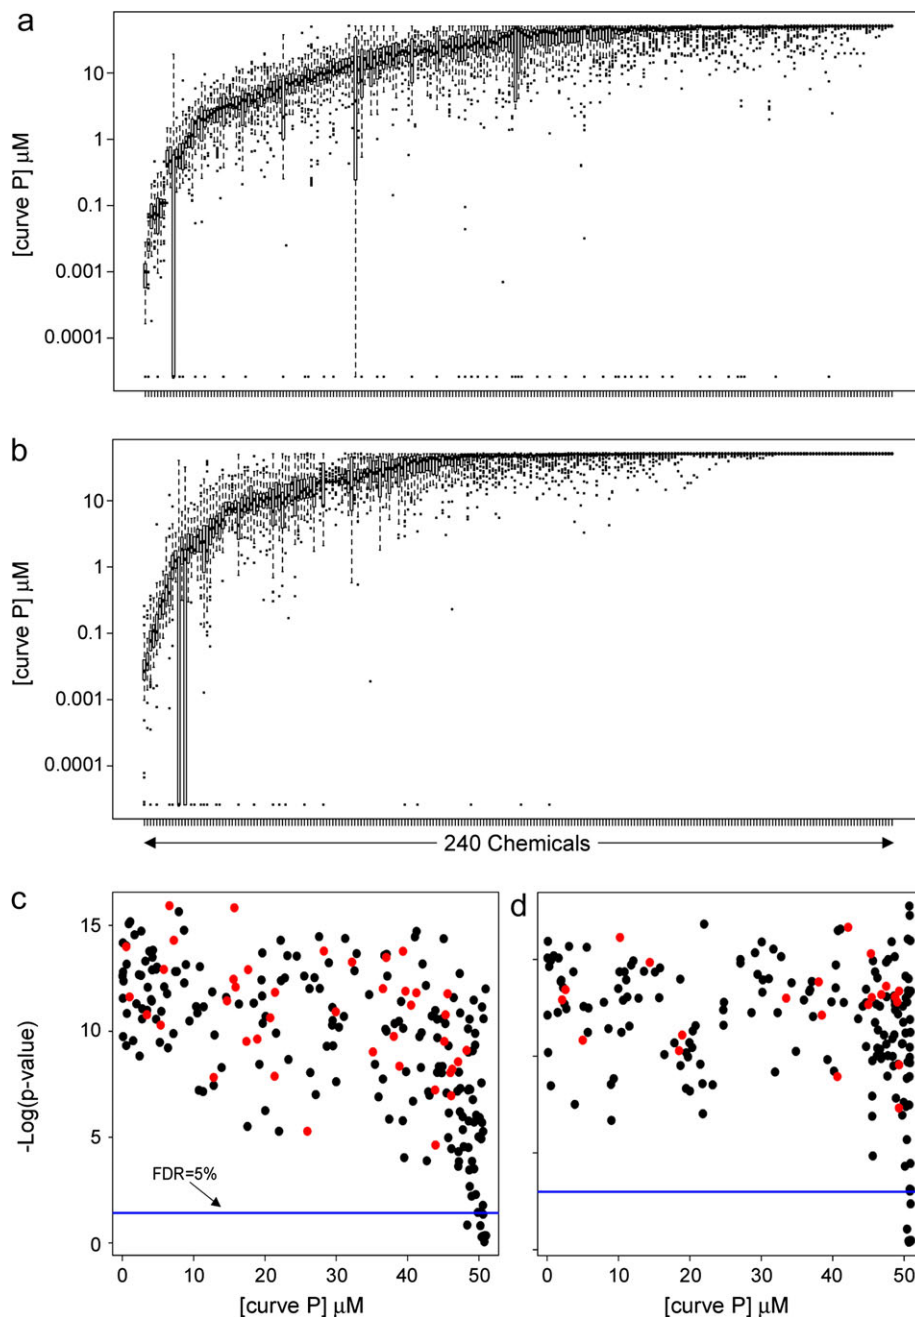 a
10
1
0.1
0.001
0.0001
[curve P] μM
b
10
1
0.1
0.001
0.0001
[curve P] μM
240 Chemicals
c
15
10
5
0
-Log(p-value)
FDR=5%
0 10 20 30 40 50
[curve P] μM
d
0 10 20 30 40 50
[curve P] μM